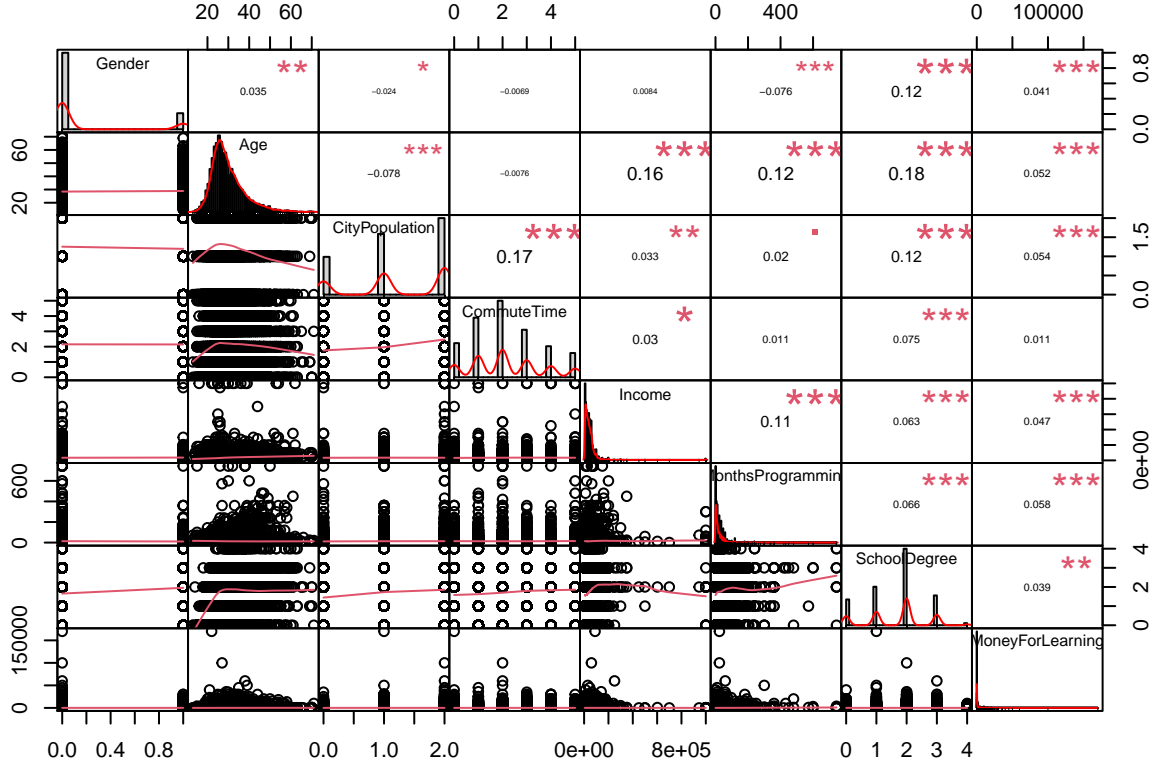 20 60
0 2 4
0 400
0 100000
Gender ** * *** *** ***
0.035 −0.024 −0.0069 0.0084 −0.076 0.12 0.041
0.0 0.8
20 60
Age *** *** *** *** ***
−0.078 −0.0076 0.16 0.12 0.18 0.052
CityPopulation *** ** *** ***
0.17 0.033 0.02 0.12 0.054
0.0 1.5
0 2 4
CommuteTime * ***
0.03 0.011 0.075 0.011
Income *** *** ***
0.11 0.063 0.047
0e+00
0 600
MonthsProgrammin *** ***
0.066 0.058
SchoolDegree **
0.039
0 2 4
0 150000
MoneyForLearning
0.0 0.4 0.8
0.0 1.0 2.0
0e+00 8e+05
0 1 2 3 4